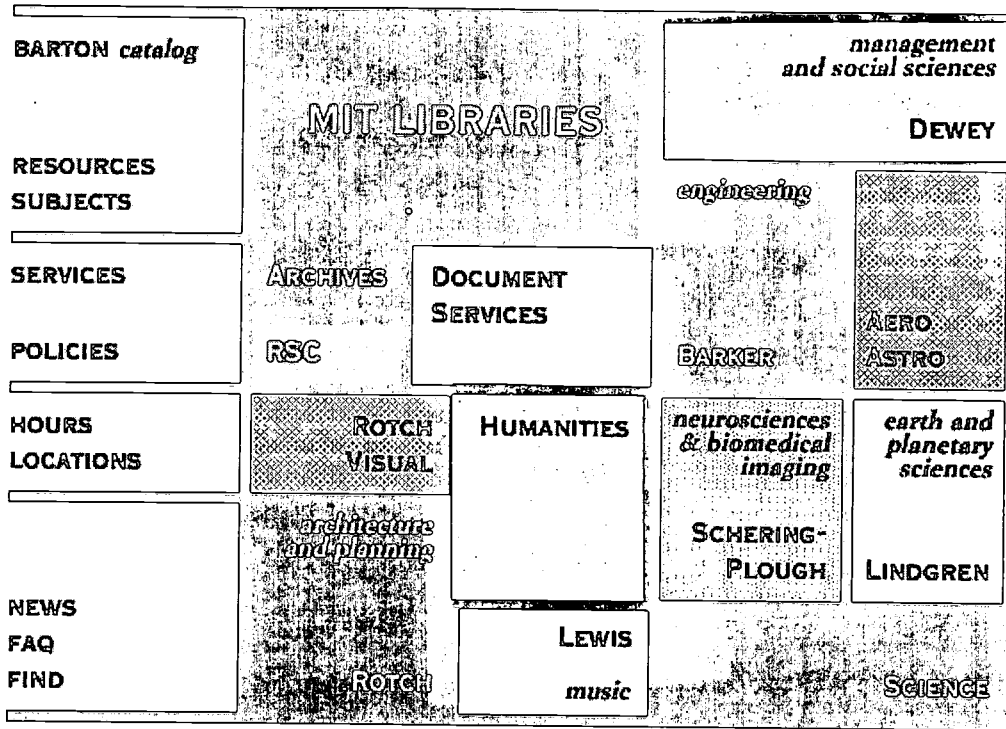 BARTON catalog
RESOURCES
SUBJECTS
SERVICES
POLICIES
HOURS
LOCATIONS
NEWS
FAQ
FIND
MIT LIBRARIES
ARCHIVES
RSC
DOCUMENT
SERVICES
ROTCH
VISUAL
architecture
and planning
ROTCH
HUMANITIES
LEWIS
music
management
and social sciences
DEWEY
engineering
BARKER
AERO
ASTRO
neurosciences
& biomedical
imaging
SCHERING-
PLOUGH
earth and
planetary
sciences
LINDGREN
SCIENCE